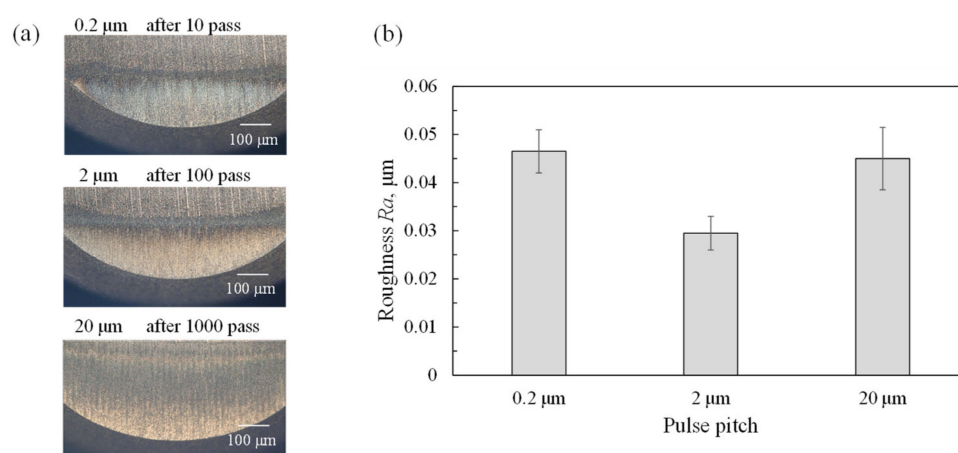 (a)
0.2 μm after 10 pass
100 μm
2 μm after 100 pass
100 μm
20 μm after 1000 pass
100 μm
(b)
Roughness Ra, μm
0.06
0.05
0.04
0.03
0.02
0.01
0
0.2 μm 2 μm 20 μm
Pulse pitch